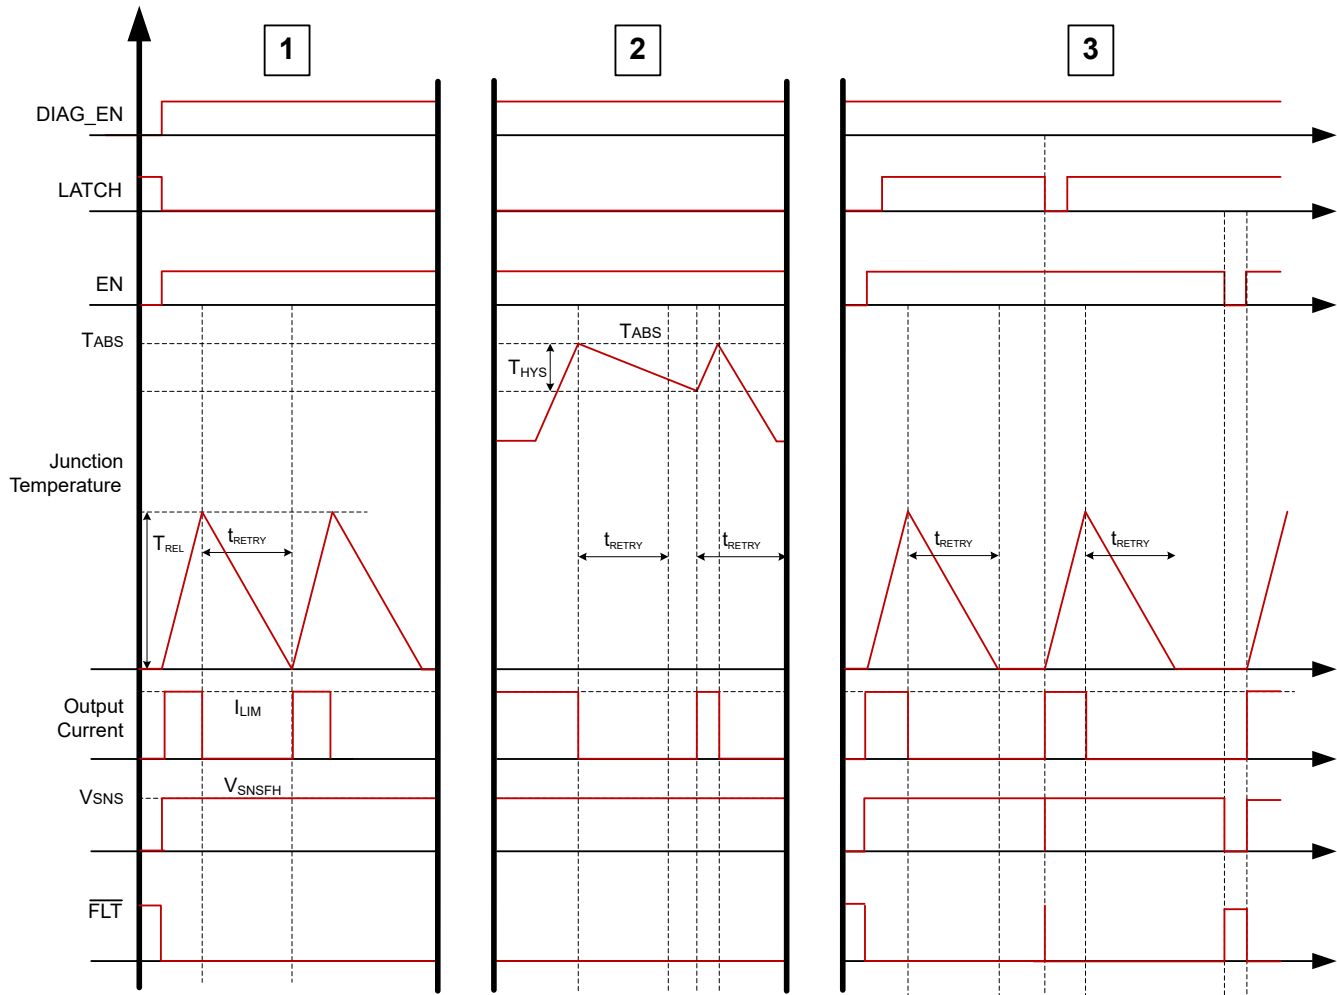 1
2
3
DIAG_EN
LATCH
EN
TABS
TABS
THYS
Junction
Temperature
TREL
tRETRY
tRETRY
tRETRY
tRETRY
tRETRY
Output
Current
ILIM
VSNS
VSNSFH
FLT